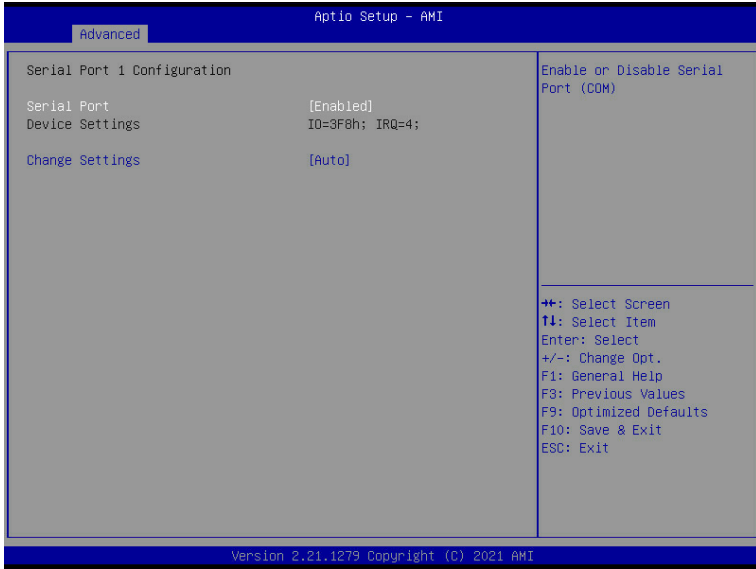 Aptio Setup – AMI
Advanced
Serial Port 1 Configuration
Serial Port [Enabled]
Device Settings IO=3F8h; IRQ=4;
Change Settings [Auto]
Enable or Disable Serial
Port (COM)
→←: Select Screen
↑↓: Select Item
Enter: Select
+/-: Change Opt.
F1: General Help
F3: Previous Values
F9: Optimized Defaults
F10: Save & Exit
ESC: Exit
Version 2.21.1279 Copyright (C) 2021 AMI